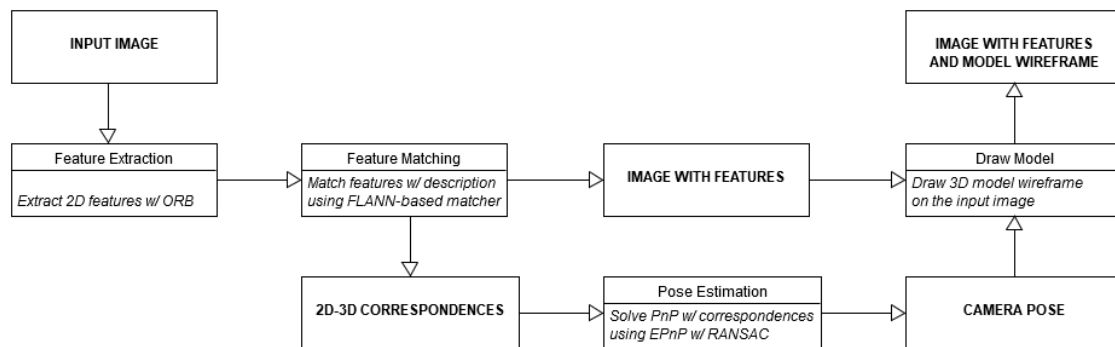 INPUT IMAGE
IMAGE WITH FEATURES
AND MODEL WIREFRAME
Feature Extraction
Extract 2D features w/ ORB
Feature Matching
Match features w/ description
using FLANN-based matcher
IMAGE WITH FEATURES
Draw Model
Draw 3D model wireframe
on the input image
2D-3D CORRESPONDENCES
Pose Estimation
Solve PnP w/ correspondences
using EPnP w/ RANSAC
CAMERA POSE